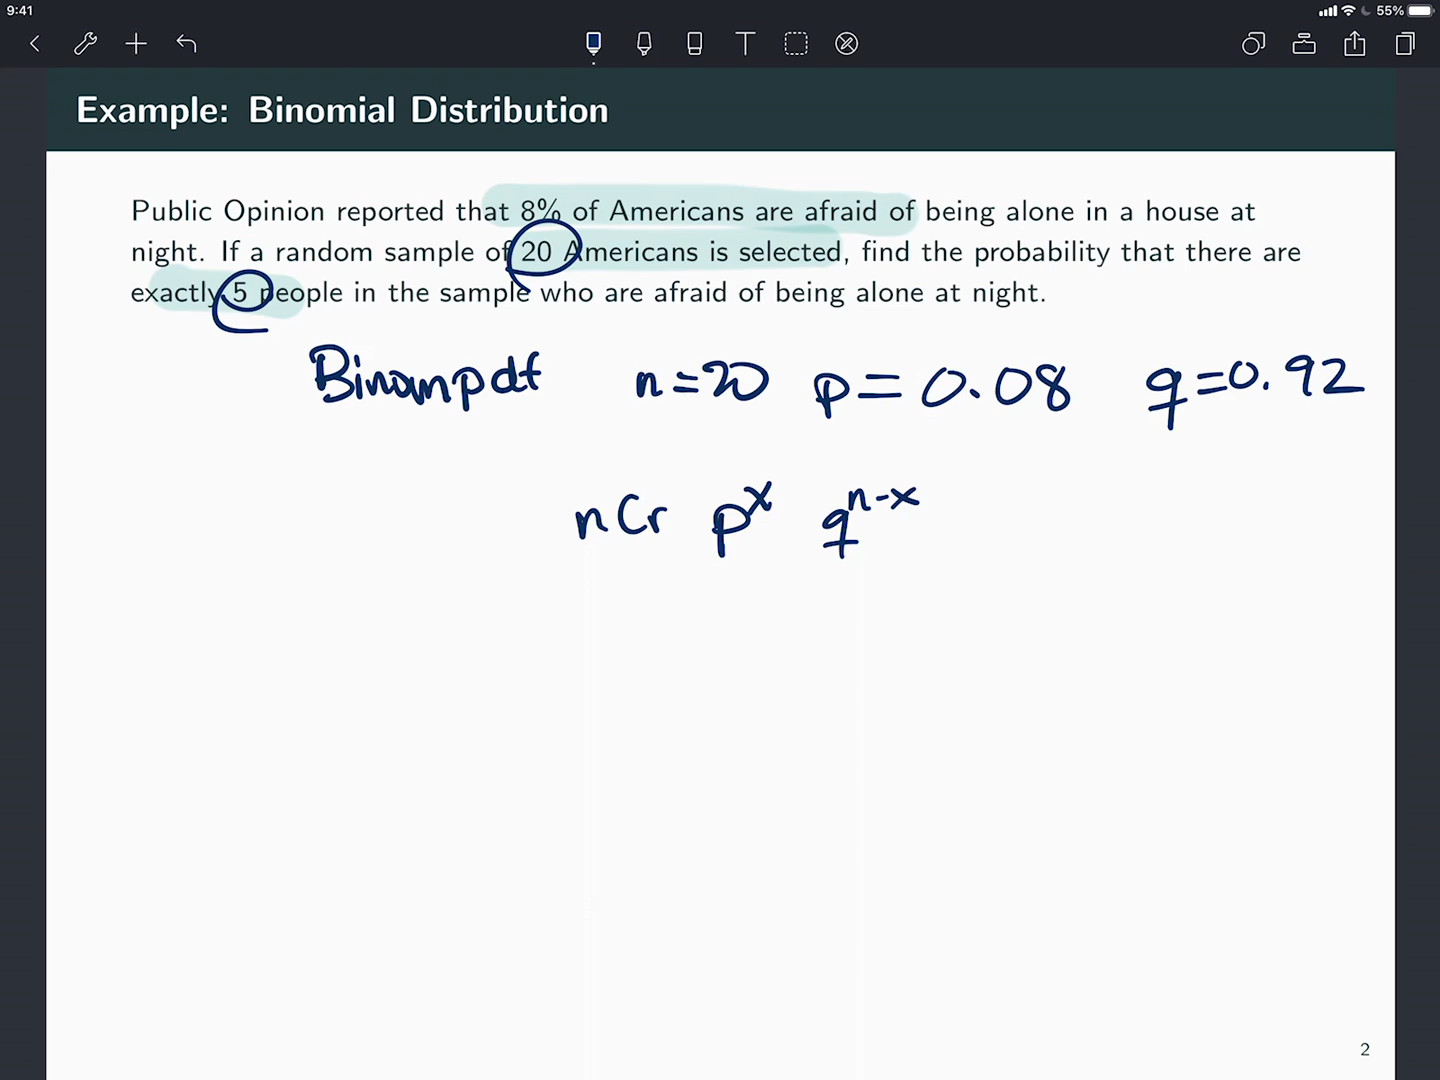 9:41
55%
Example: Binomial Distribution
Public Opinion reported that 8% of Americans are afraid of being alone in a house at
night. If a random sample of 20 Americans is selected, find the probability that there are
exactly 5 people in the sample who are afraid of being alone at night.
Binompdf n=20 p=0.08 q=0.92
nCr p^x q^n-x
2